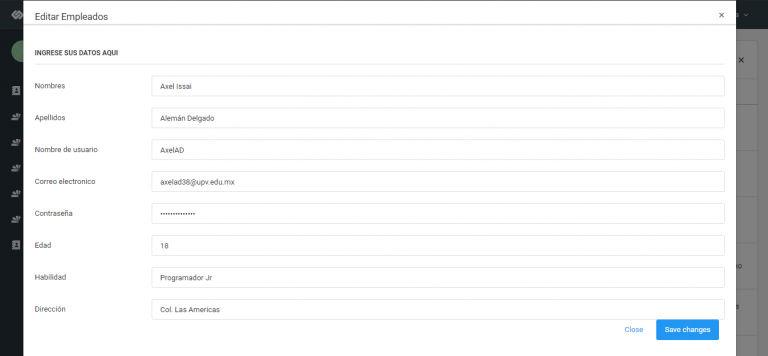 Editar Empleados
×
INGRESE SUS DATOS AQUI
Nombres
Axel Issai
Apellidos
Alemán Delgado
Nombre de usuario
AxelAD
Correo electronico
axelad38@upv.edu.mx
Contraseña
••••••••••••••
Edad
18
Habilidad
Programador Jr
Dirección
Col. Las Americas
Close
Save changes